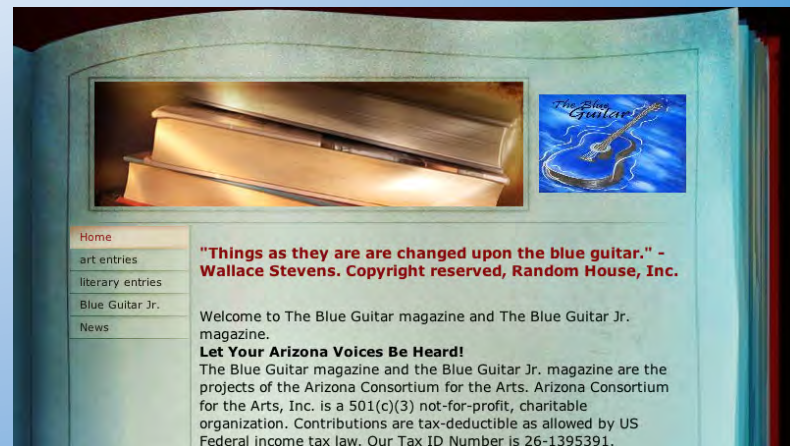 The Blue
Guitar
Home
art entries
literary entries
Blue Guitar Jr.
News
"Things as they are are changed upon the blue guitar." -
Wallace Stevens. Copyright reserved, Random House, Inc.
Welcome to The Blue Guitar magazine and The Blue Guitar Jr.
magazine.
Let Your Arizona Voices Be Heard!
The Blue Guitar magazine and the Blue Guitar Jr. magazine are the
projects of the Arizona Consortium for the Arts. Arizona Consortium
for the Arts, Inc. is a 501(c)(3) not-for-profit, charitable
organization. Contributions are tax-deductible as allowed by US
Federal income tax law. Our Tax ID Number is 26-1395391.